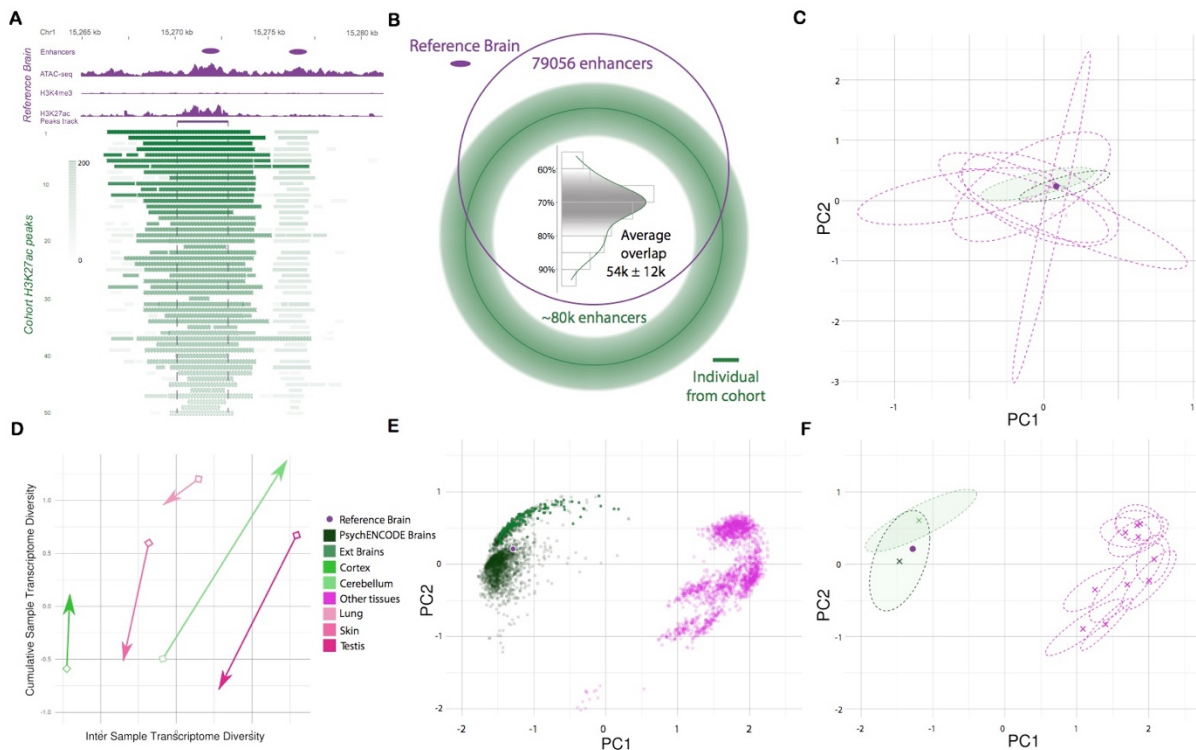 A
Chr1 15,265 kb 15,270 kb 15,275 kb 15,280 kb
Reference Brain
Enhancers
ATAC-seq
H3K4me3
H3K27ac
Peaks track
Cohort H3K27ac peaks
200
0
1
10
20
30
40
50
B
Reference Brain
79056 enhancers
60%
70%
80%
90%
Average
overlap
54k ± 12k
~80k enhancers
Individual
from cohort
C
PC2
2
1
0
-1
-2
-3
-1 0 1
PC1
D
Cumulative Sample Transcriptome Diversity
1.0
0.5
0.0
-0.5
-1.0
Inter Sample Transcriptome Diversity
Reference Brain
PsychENCODE Brains
Ext Brains
Cortex
Cerebellum
Other tissues
Lung
Skin
Testis
E
PC2
2
1
0
-1
-2
-2 -1 0 1 2
PC1
F
PC2
2
1
0
-1
-2
-2 -1 0 1 2
PC1